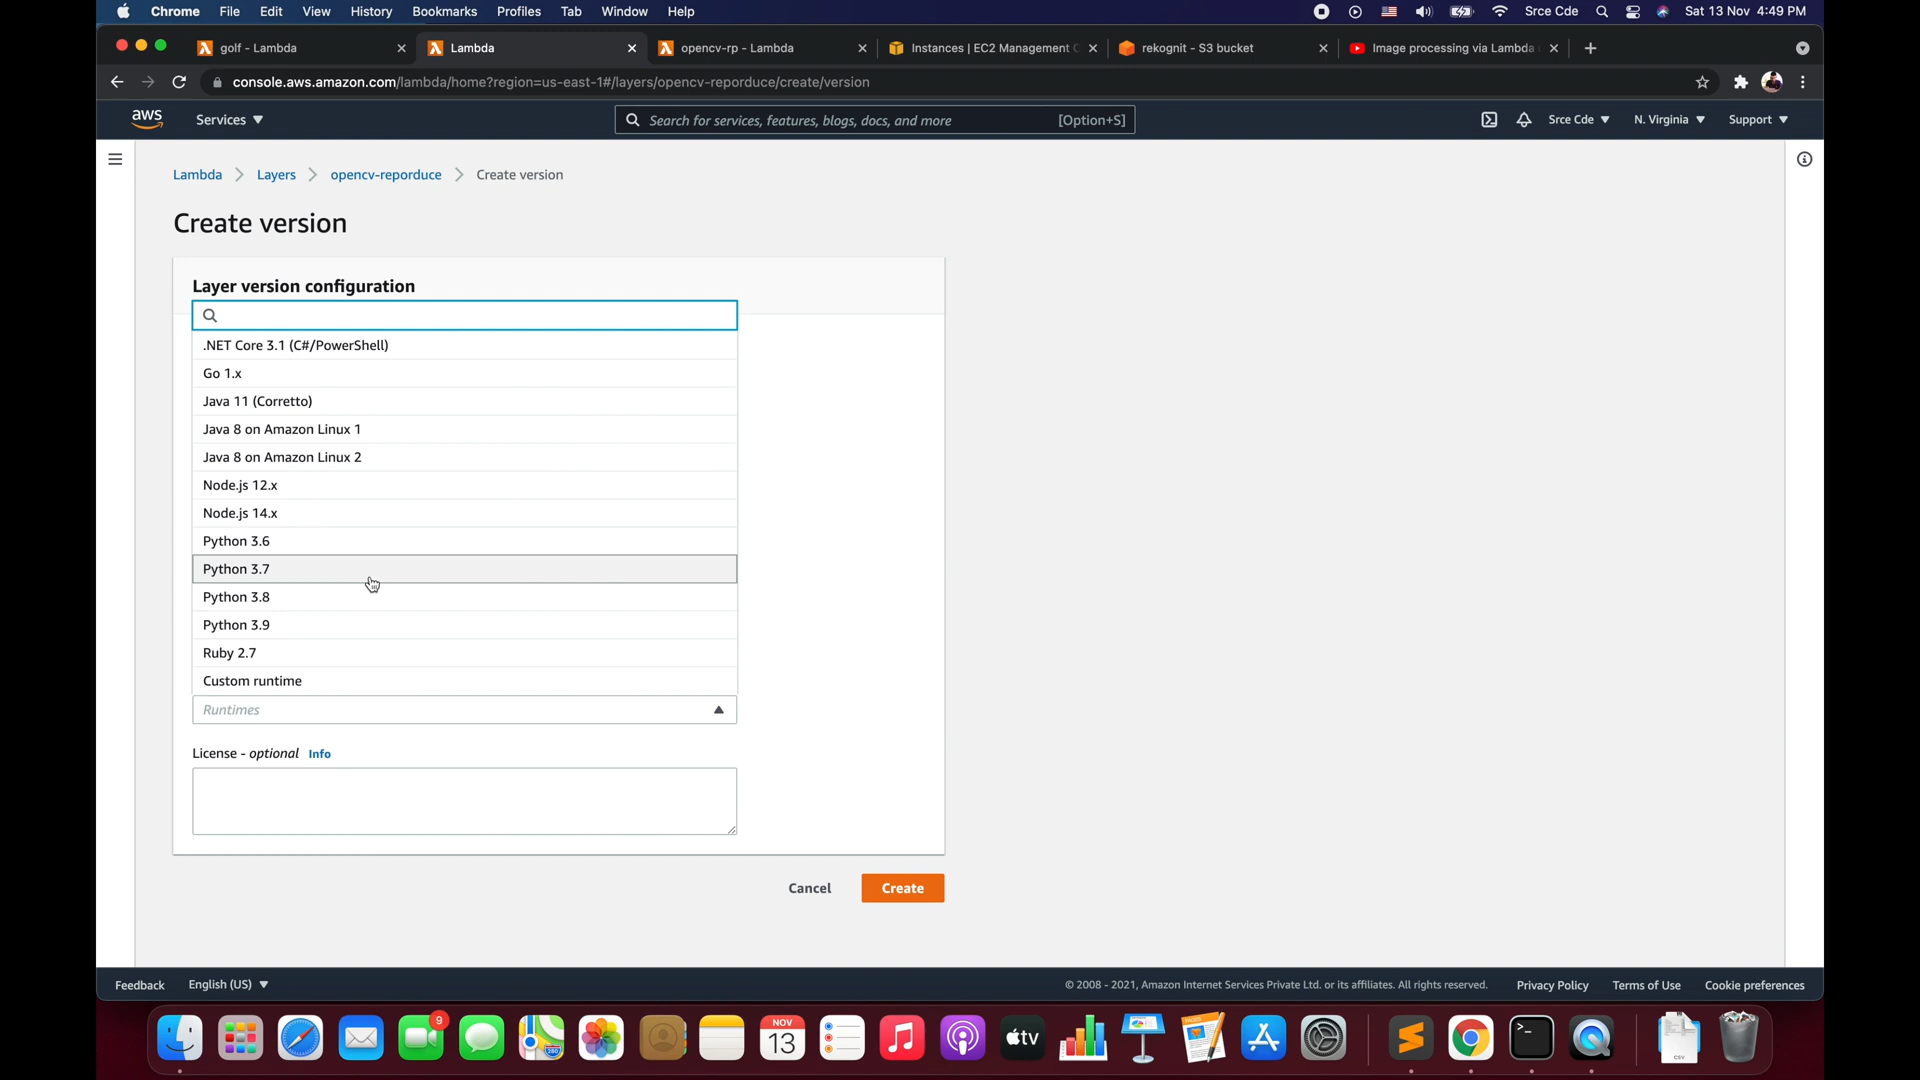 Chrome File Edit View History Bookmarks Profiles Tab Window Help Srce Cde Sat 13 Nov 4:49 PM
golf - Lambda Lambda opencv-rp - Lambda Instances | EC2 Management C rekognit - S3 bucket Image processing via Lambda
console.aws.amazon.com/lambda/home?region=us-east-1#/layers/opencv-reporduce/create/version
aws Services Search for services, features, blogs, docs, and more [Option+S] Srce Cde N. Virginia Support
Lambda Layers opencv-reporduce Create version
Create version
Layer version configuration
.NET Core 3.1 (C#/PowerShell)
Go 1.x
Java 11 (Corretto)
Java 8 on Amazon Linux 1
Java 8 on Amazon Linux 2
Node.js 12.x
Node.js 14.x
Python 3.6
Python 3.7
Python 3.8
Python 3.9
Ruby 2.7
Custom runtime
Runtimes
License - optional Info
Cancel Create
Feedback English (US) © 2008 - 2021, Amazon Internet Services Private Ltd. or its affiliates. All rights reserved. Privacy Policy Terms of Use Cookie preferences
9
NOV
13
tv
CSV